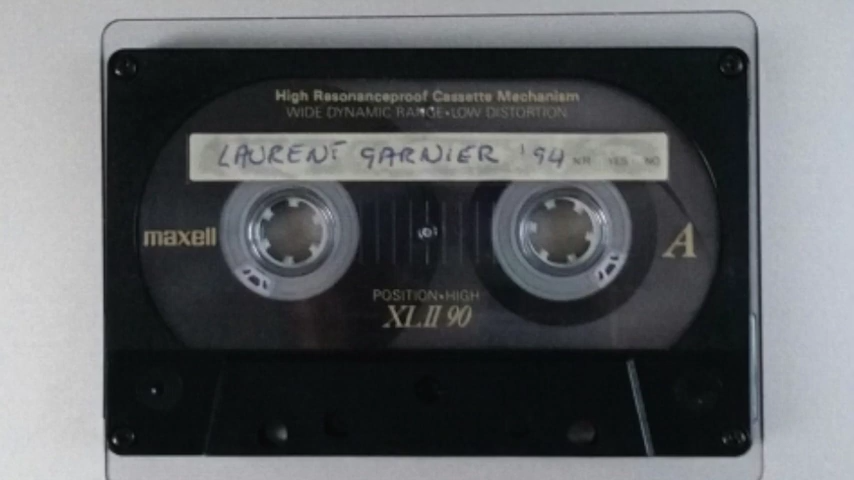 High Resonanceproof Cassette Mechanism
WIDE DYNAMIC RANGE•LOW DISTORTION
LAURENT GARNIER '94 N.R. YES NO
maxell
A
POSITION•HIGH
XLII 90